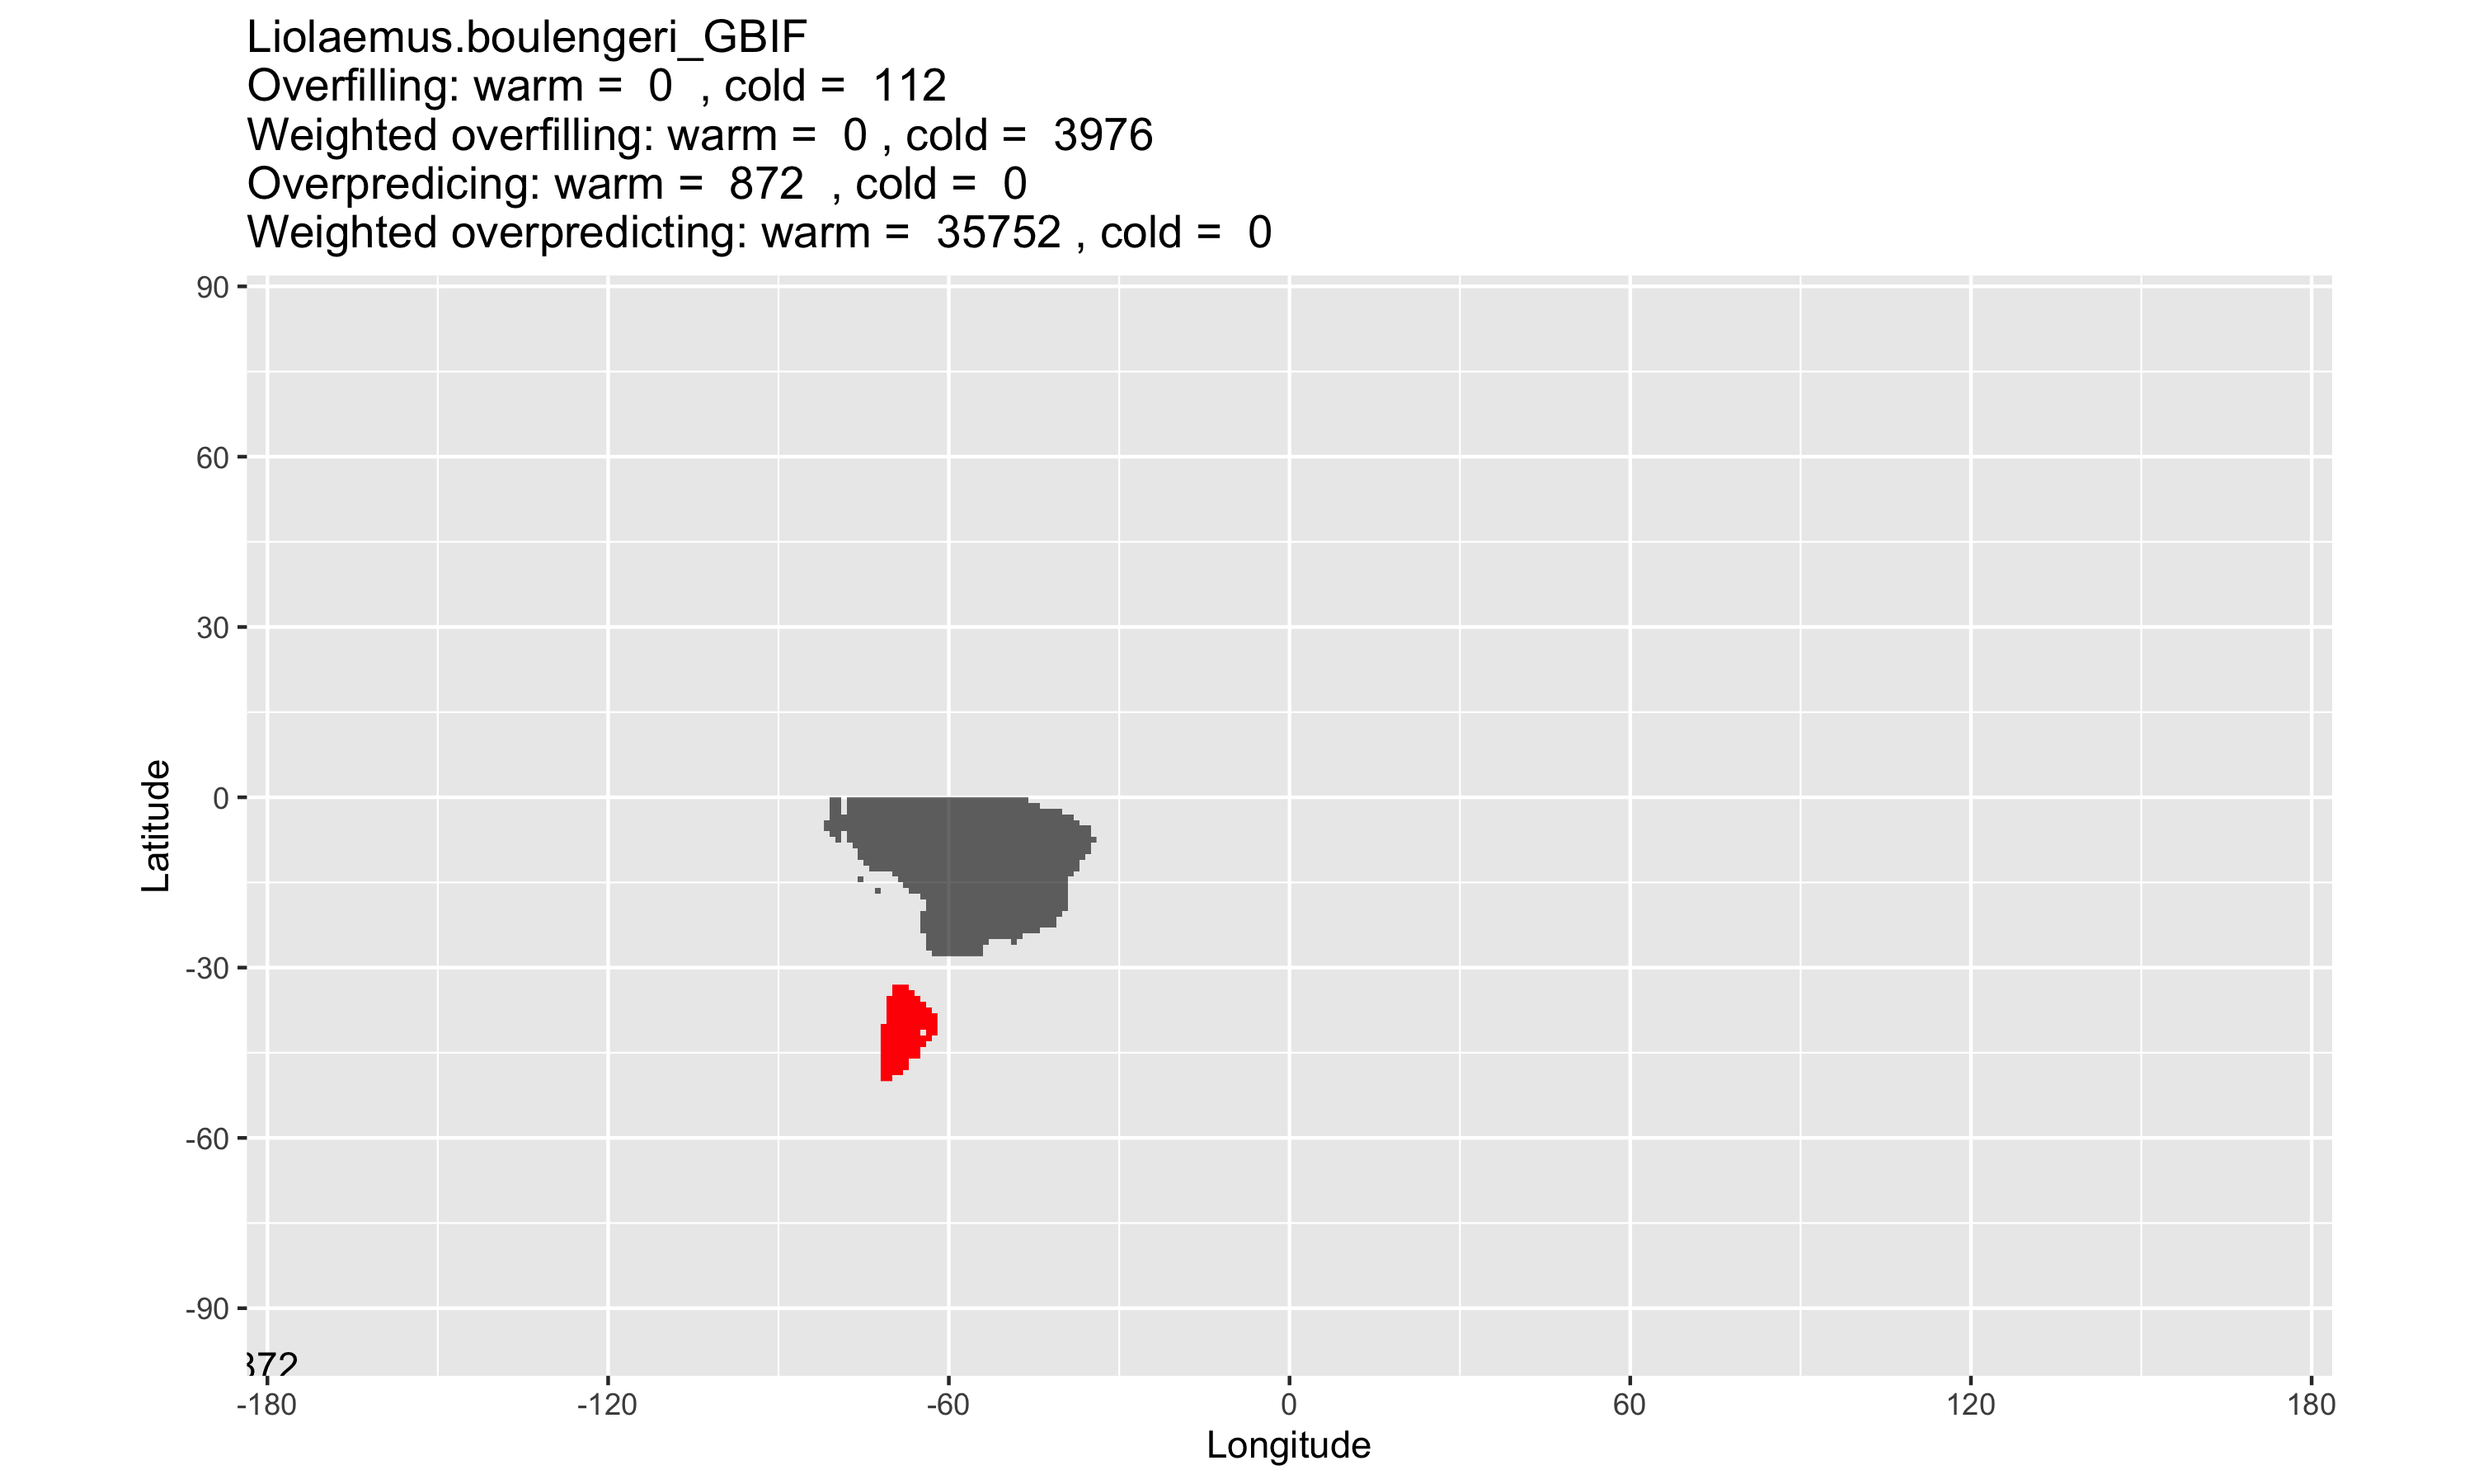 Liolaemus.boulengeri_GBIF
Overfilling: warm =  0  , cold =  112
Weighted overfilling: warm =  0 , cold =  3976
Overpredicing: warm =  872  , cold =  0
Weighted overpredicting: warm =  35752 , cold =  0
90
60
30
0
-30
-60
-90
Latitude
872
-180
-120
-60
0
60
120
180
Longitude